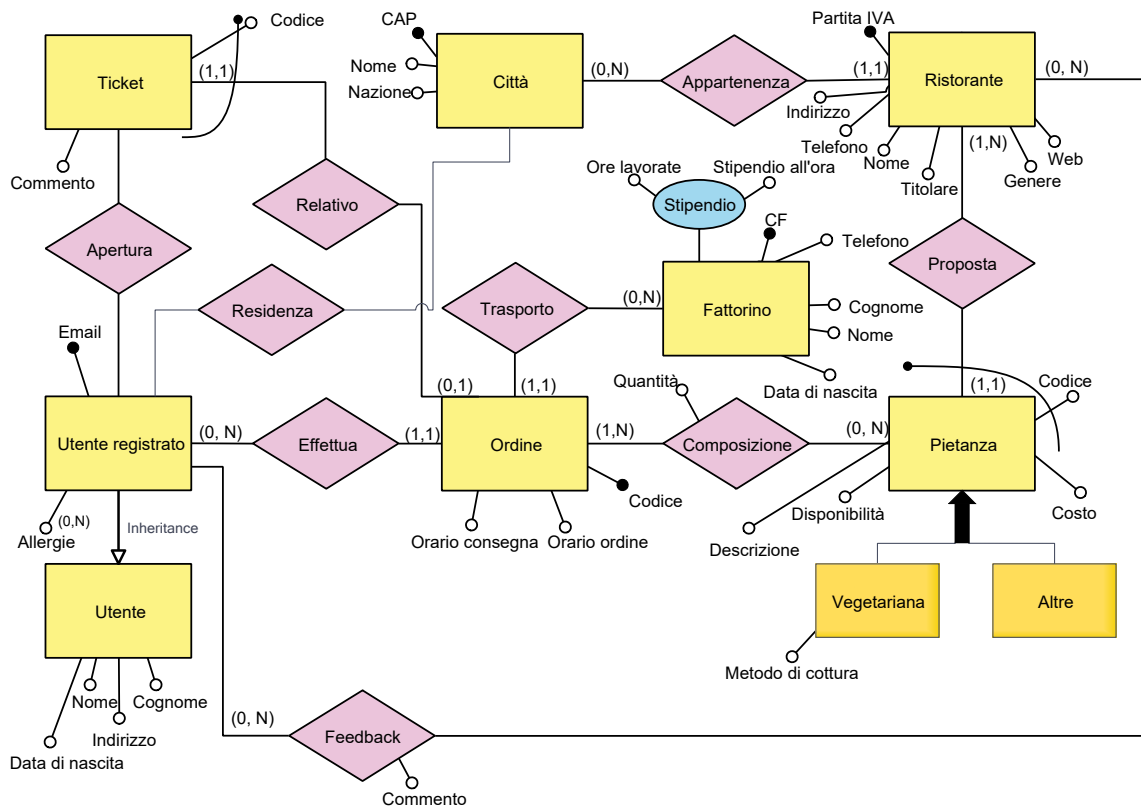 Codice
Ticket
(1,1)
Commento
CAP
Nome
Nazione
Città
(0,N)
Appartenenza
(1,1)
Partita IVA
Ristorante
(0, N)
Indirizzo
Telefono
Nome
Titolare
(1,N)
Genere
Web
Relativo
Apertura
Residenza
Ore lavorate
Stipendio all'ora
Stipendio
CF
Telefono
Trasporto
(0,N)
Fattorino
Cognome
Nome
Data di nascita
Proposta
Email
(0,1)
(1,1)
Quantità
(1,1)
Codice
Utente registrato
(0, N)
Effettua
(1,1)
Ordine
(1,N)
Composizione
(0, N)
Pietanza
Codice
Costo
Disponibilità
Descrizione
Orario consegna
Orario ordine
Allergie
(0,N)
Inheritance
Utente
Vegetariana
Altre
Metodo di cottura
Nome
Cognome
Indirizzo
Data di nascita
(0, N)
Feedback
Commento